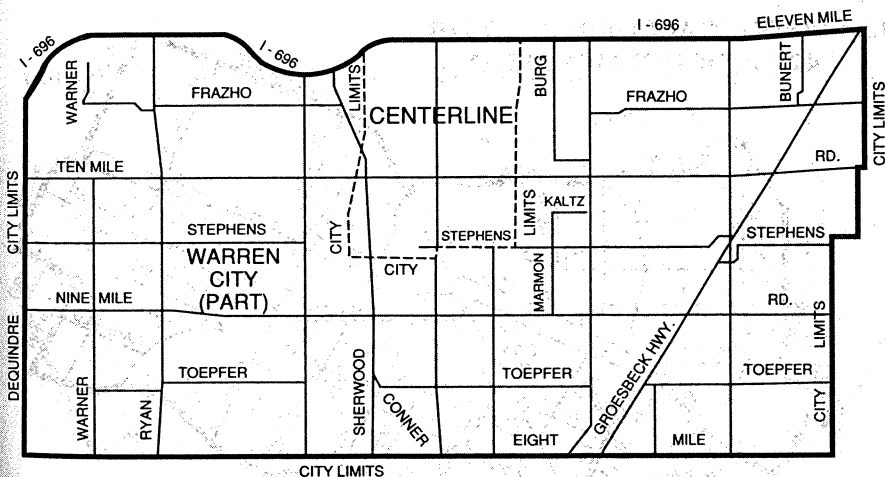 I - 696
ELEVEN MILE
I - 696
I - 696
WARNER
LIMITS
BURG
BUNERT
FRAZHO
FRAZHO
CENTERLINE
CITY LIMITS
TEN MILE
RD.
CITY LIMITS
KALTZ
LIMITS
STEPHENS
STEPHENS
STEPHENS
CITY
WARREN
CITY
(PART)
CITY
MARMON
NINE MILE
RD.
LIMITS
DEQUINDRE
GROESBECK HWY.
SHERWOOD
TOEPFER
TOEPFER
TOEPFER
WARNER
RYAN
CONNER
CITY
EIGHT
MILE
CITY LIMITS